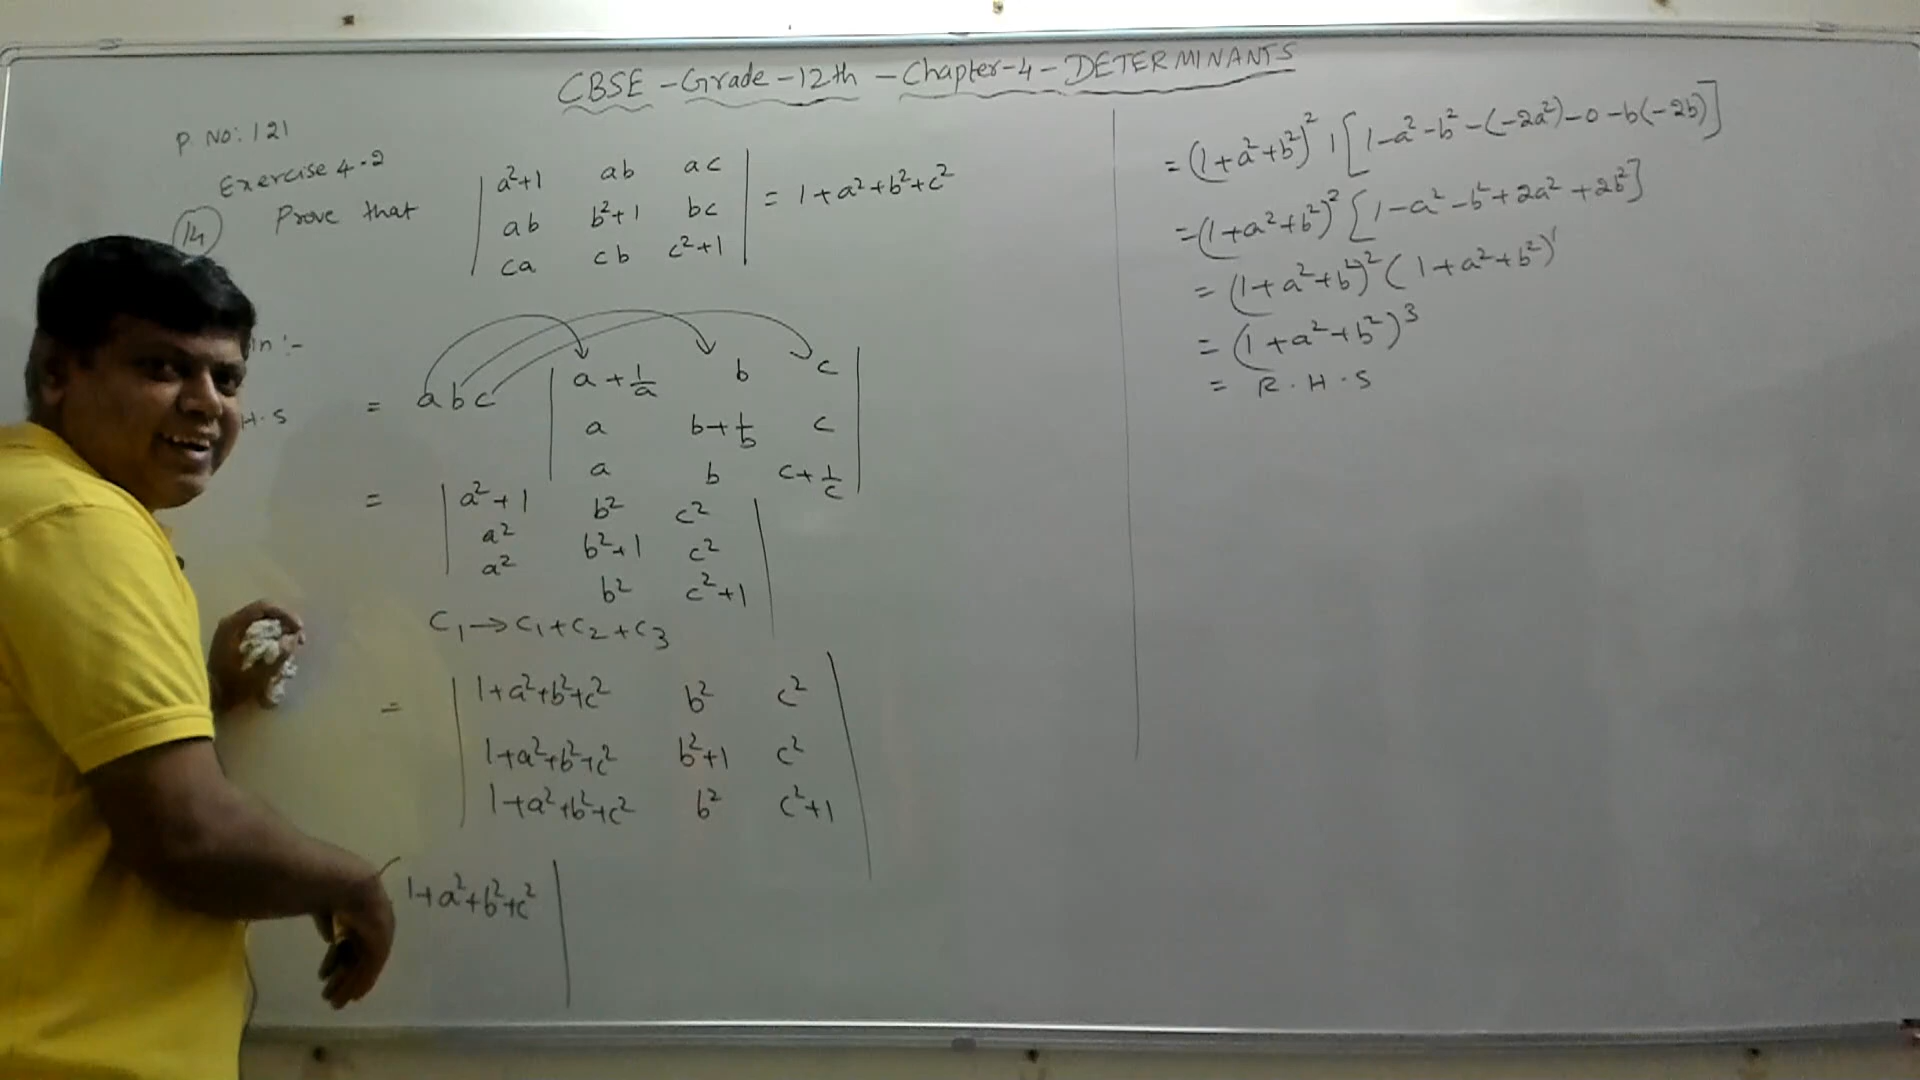 CBSE - Grade - 12th - Chapter-4 - DETERMINANTS
P NO: 121
Exercise 4.2
14 Prove that
| a²+1 ab ac |
| ab b²+1 bc | = 1+a²+b²+c²
| ca cb c²+1 |
in :-
H.S
= abc | a+1/a b c |
| a b+1/b c |
| a b c+1/c |
= | a²+1 b² c² |
| a² b²+1 c² |
| a² b² c²+1 |
C₁→C₁+C₂+C₃
= | 1+a²+b²+c² b² c² |
| 1+a²+b²+c² b²+1 c² |
| 1+a²+b²+c² b² c²+1 |
1+a²+b²+c² |
= (1+a²+b²)² 1[1-a²-b²-(-2a²)-0-b(-2b)]
= (1+a²+b²)² [1-a²-b²+2a²+2b²]
= (1+a²+b²)² (1+a²+b²)¹
= (1+a²+b²)³
= R.H.S